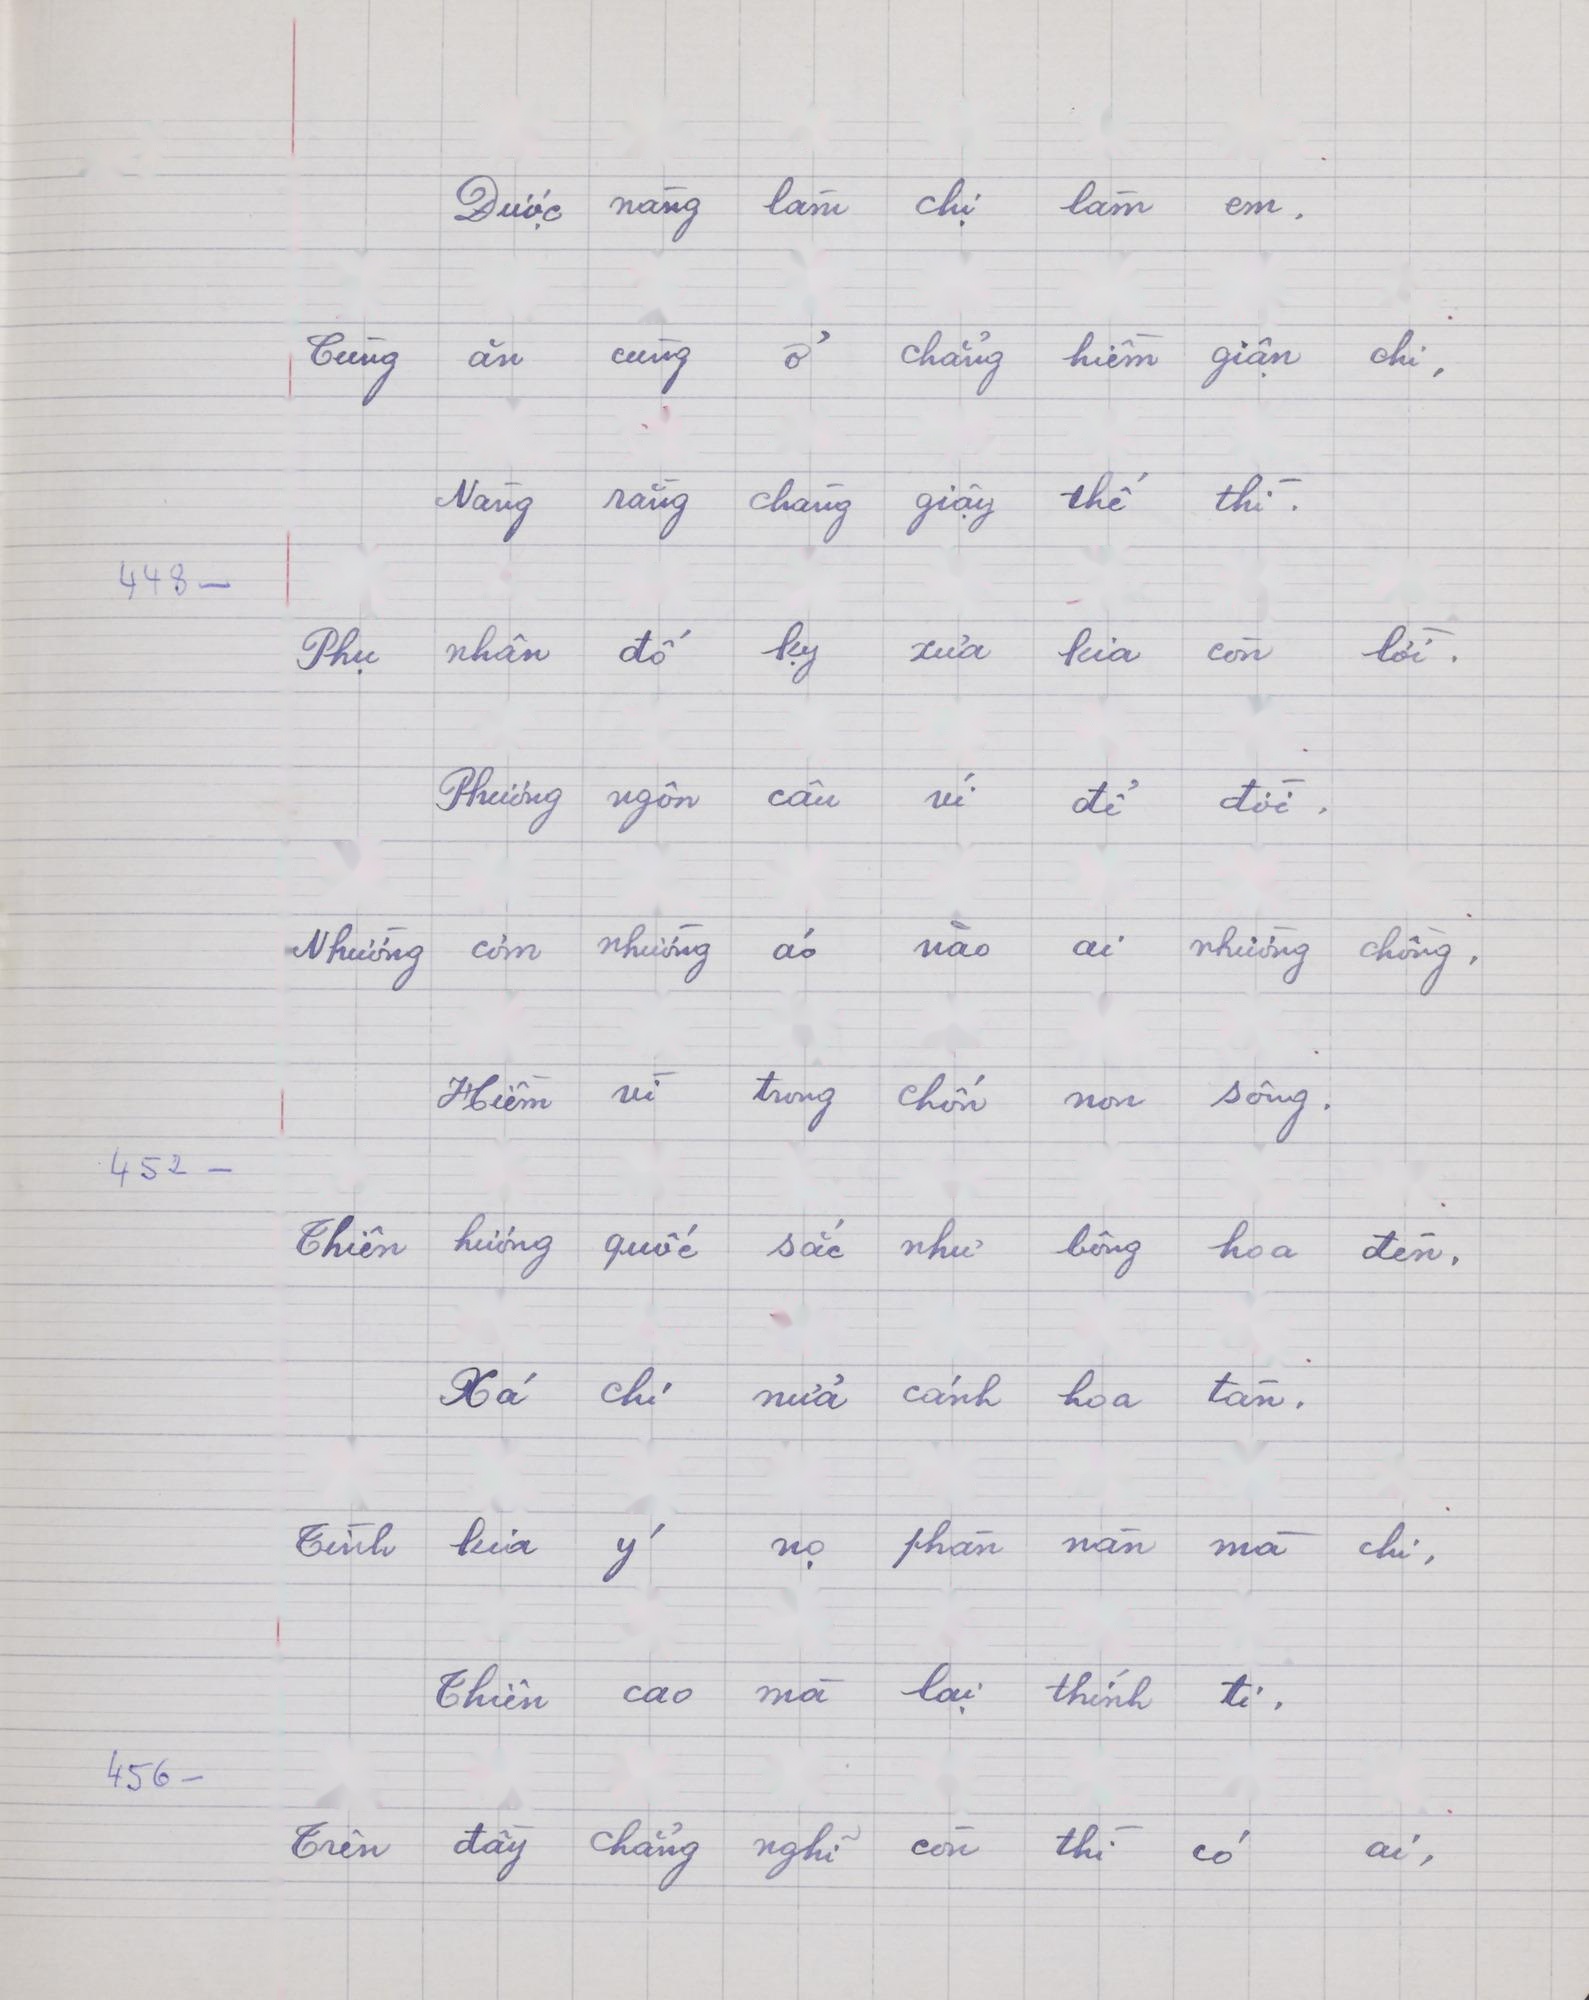 Được nàng làm chị làm em.
Cùng ăn cùng ở chẳng hiềm giận chi,
Nàng rằng chàng giậy thế thì.
448-
Phụ nhân đố kỵ xưa kia còn lời.
Phương ngôn câu ví để đời.
Nhường cơm nhường áo nào ai nhường chồng,
Hiềm vì trong chốn non sông.
452-
Thiên hương quốc sắc như bông hoa đèn,
Xá chi nửa cánh hoa tàn.
Tình kia ý nọ phàn nàn mà chi,
Thiên cao mà lại thính ti.
456-
Trên đầy chẳng nghĩ còn thì có ai,